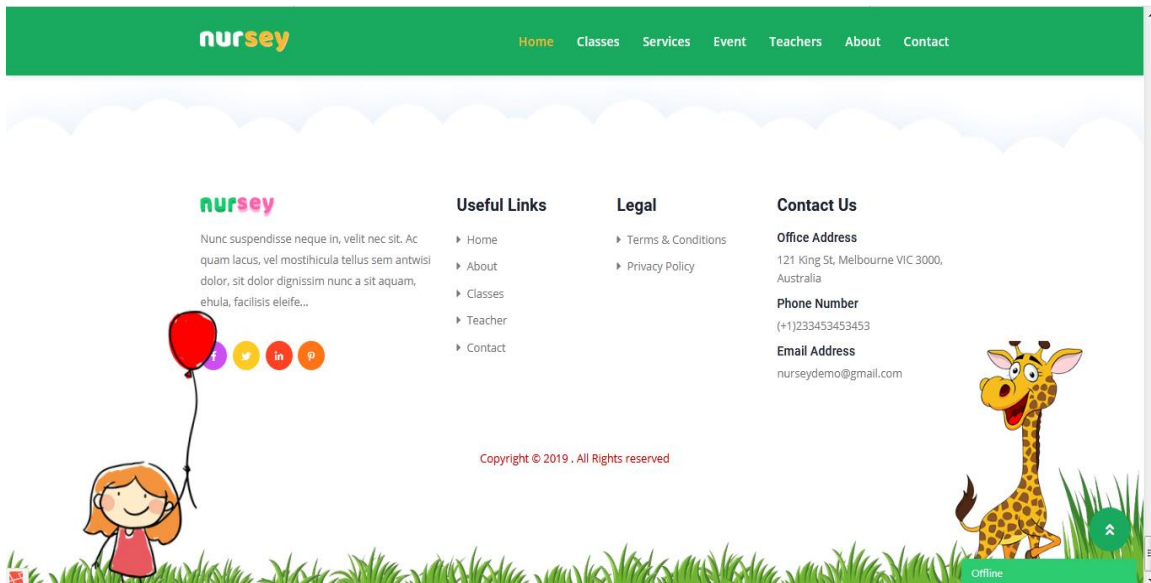 nursey
Home Classes Services Event Teachers About Contact
nursey
Nunc suspendisse neque in, velit nec sit. Ac
quam lacus, vel mostihicula tellus sem antwisi
dolor, sit dolor dignissim nunc a sit aquam,
ehula, facilisis eleife...
f in
Useful Links
Home
About
Classes
Teacher
Contact
Legal
Terms & Conditions
Privacy Policy
Contact Us
Office Address
121 King St, Melbourne VIC 3000,
Australia
Phone Number
(+1)233453453453
Email Address
nurseydemo@gmail.com
Copyright © 2019 . All Rights reserved
Offline